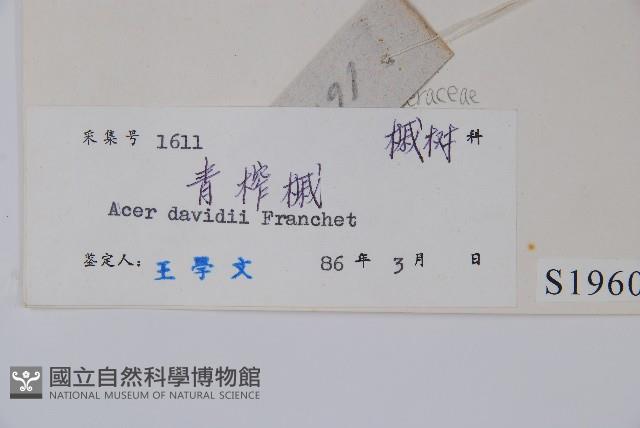 91
eraceae
采集号 1611 槭树 科
青榨槭
Acer davidii Franchet
签定人: 王學文 86 年 3 月 日
S1960
國立自然科學博物館
NATIONAL MUSEUM OF NATURAL SCIENCE